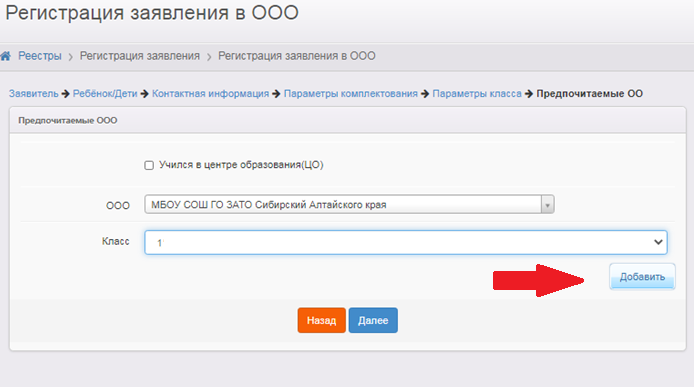 Регистрация заявления в ООО
Реестры > Регистрация заявления > Регистрация заявления в ООО
Заявитель → Ребёнок/Дети → Контактная информация → Параметры комплектования → Параметры класса → Предпочитаемые ОО
Предпочитаемые ООО
Учился в центре образования(ЦО)
ООО МБОУ СОШ ГО ЗАТО Сибирский Алтайского края
Класс 1
Добавить
Назад Далее